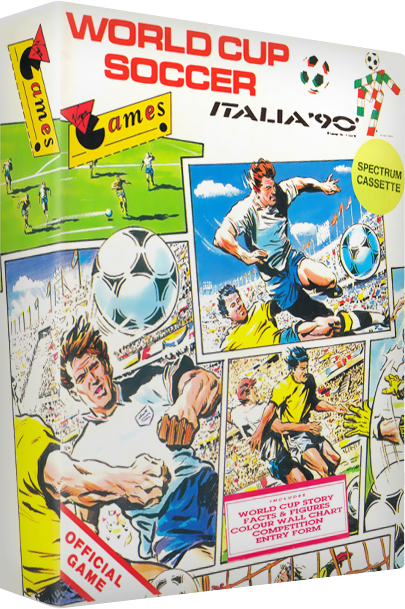 WORLD CUP
SOCCER
ITALIA '90
Games
Games
SPECTRUM
CASSETTE
INCLUDES
WORLD CUP STORY
FACTS & FIGURES
COLOUR WALL CHART
COMPETITION
ENTRY FORM
OFFICIAL
GAME